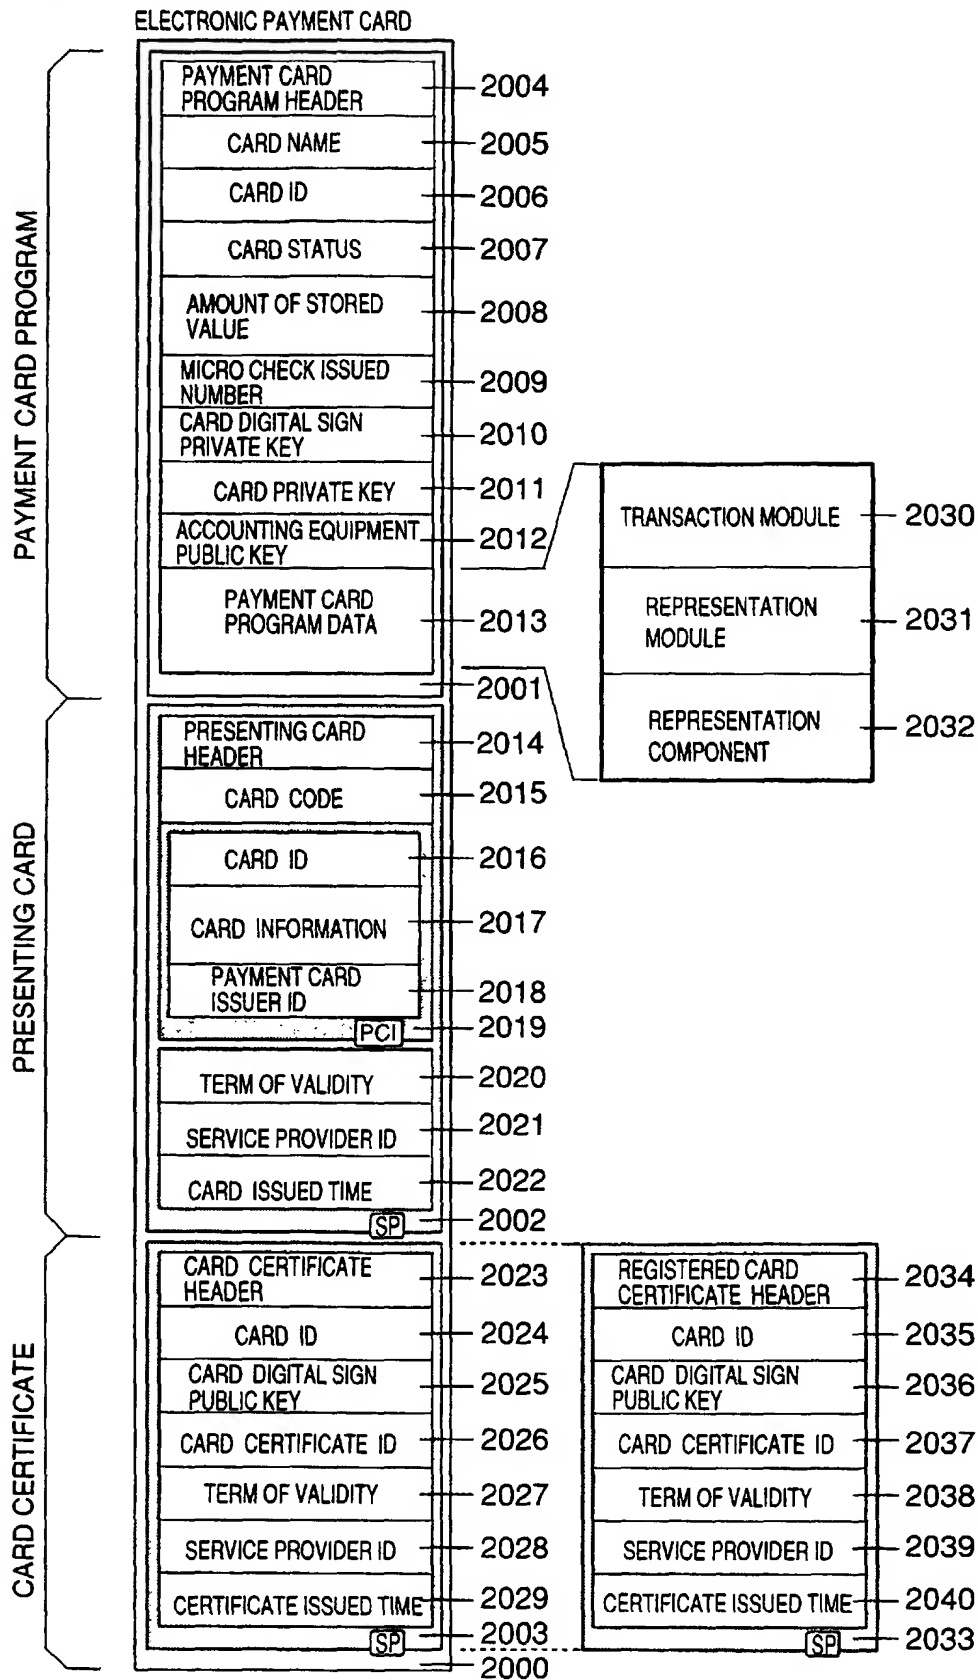 ELECTRONIC PAYMENT CARD
PAYMENT CARD PROGRAM
PAYMENT CARD
PROGRAM HEADER
2004
CARD NAME
2005
CARD ID
2006
CARD STATUS
2007
AMOUNT OF STORED
VALUE
2008
MICRO CHECK ISSUED
NUMBER
2009
CARD DIGITAL SIGN
PRIVATE KEY
2010
CARD PRIVATE KEY
2011
ACCOUNTING EQUIPMENT
PUBLIC KEY
2012
PAYMENT CARD
PROGRAM DATA
2013
2001
TRANSACTION MODULE
2030
REPRESENTATION
MODULE
2031
REPRESENTATION
COMPONENT
2032
PRESENTING CARD
PRESENTING CARD
HEADER
2014
CARD CODE
2015
CARD ID
2016
CARD INFORMATION
2017
PAYMENT CARD
ISSUER ID
2018
PCI
2019
TERM OF VALIDITY
2020
SERVICE PROVIDER ID
2021
CARD ISSUED TIME
2022
SP
2002
CARD CERTIFICATE
CARD CERTIFICATE
HEADER
2023
CARD ID
2024
CARD DIGITAL SIGN
PUBLIC KEY
2025
CARD CERTIFICATE ID
2026
TERM OF VALIDITY
2027
SERVICE PROVIDER ID
2028
CERTIFICATE ISSUED TIME
2029
SP
2003
2000
REGISTERED CARD
CERTIFICATE HEADER
2034
CARD ID
2035
CARD DIGITAL SIGN
PUBLIC KEY
2036
CARD CERTIFICATE ID
2037
TERM OF VALIDITY
2038
SERVICE PROVIDER ID
2039
CERTIFICATE ISSUED TIME
2040
SP
2033